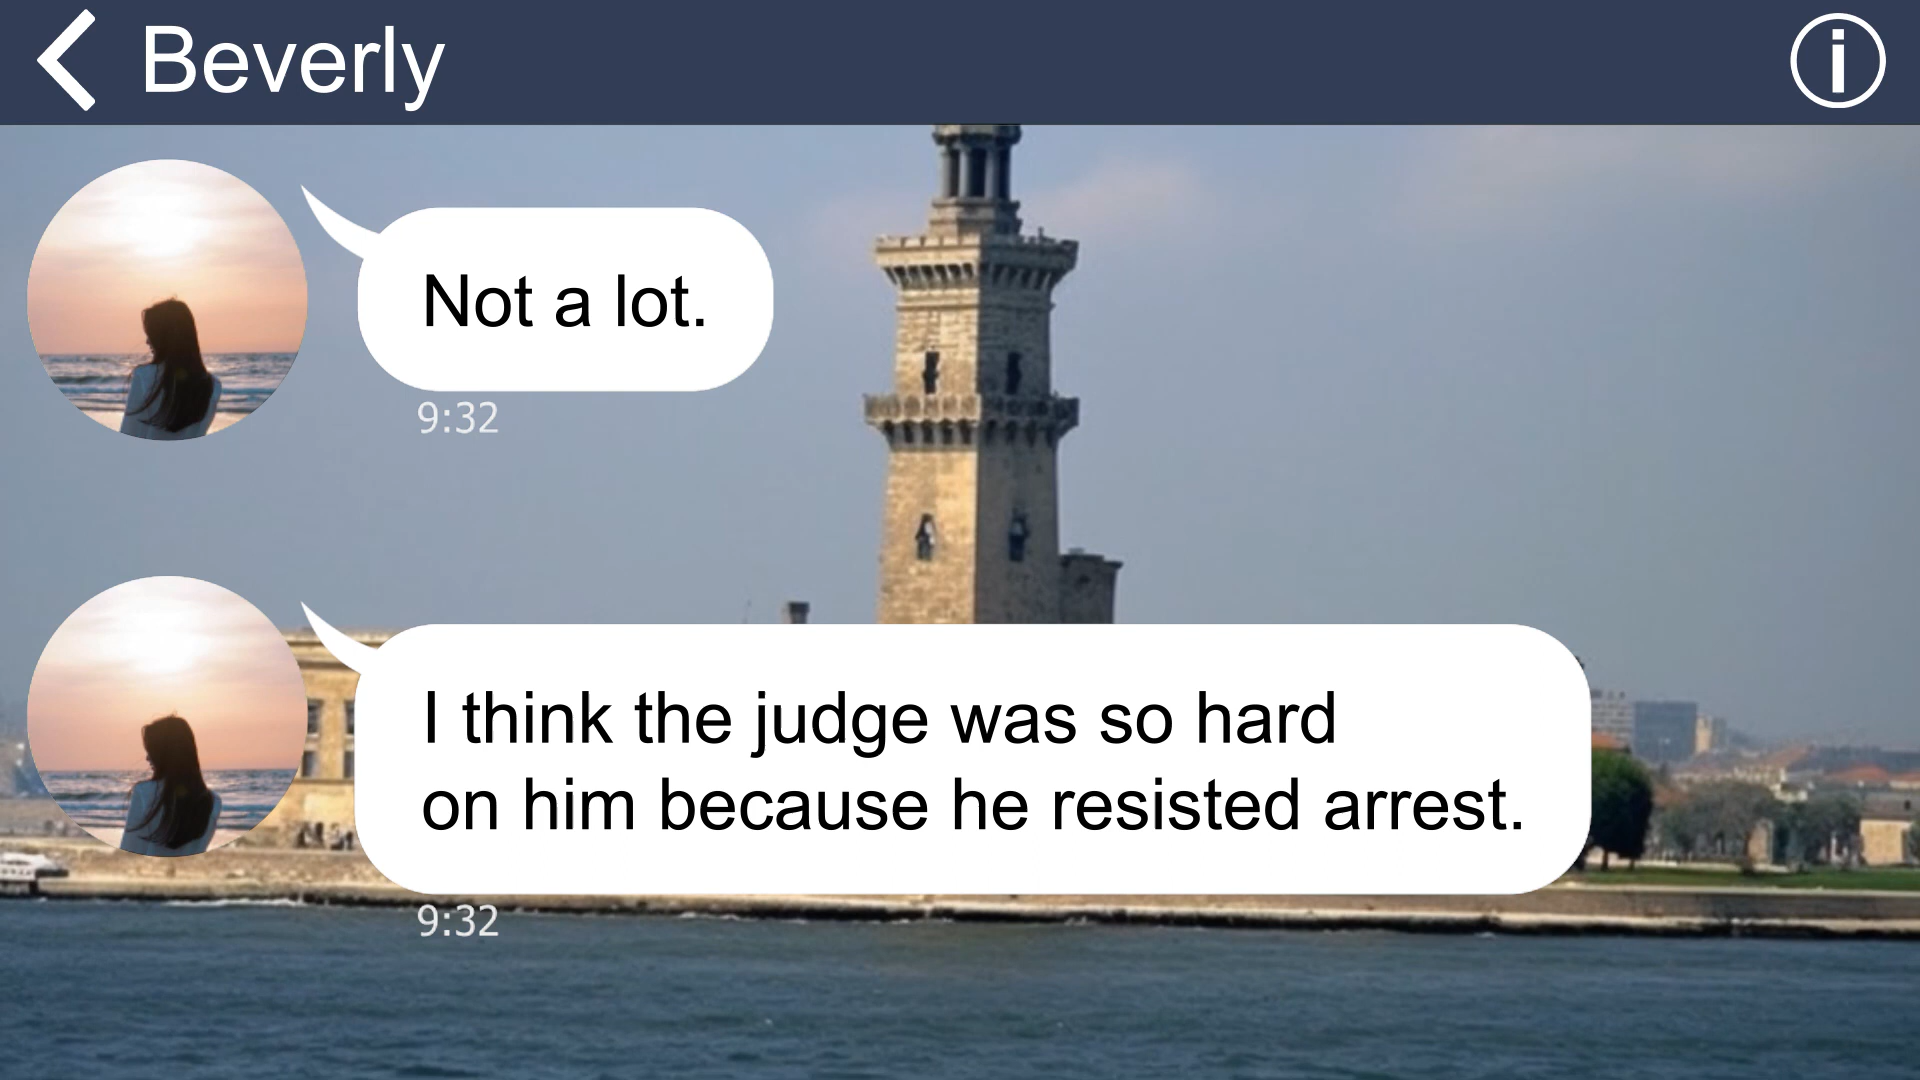 Beverly
Not a lot.
9:32
I think the judge was so hard
on him because he resisted arrest.
9:32